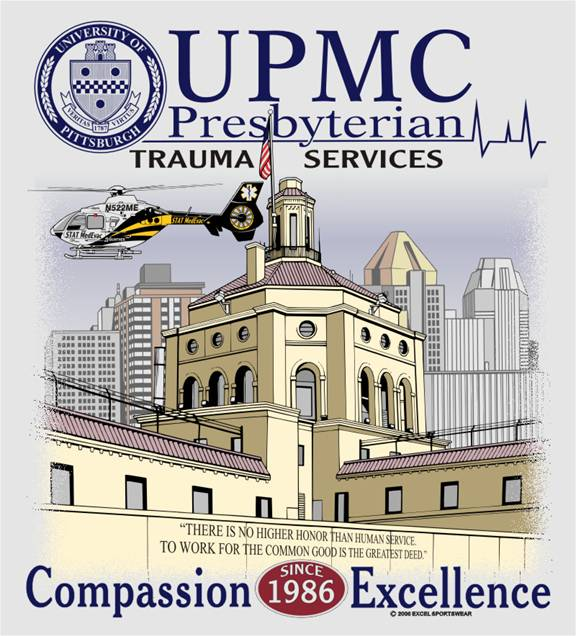 UNIVERSITY OF
PITTSBURGH
VERITAS VIRTUS
1787
UPMC
Presbyterian
TRAUMA SERVICES
N522ME
STAT MedEvac
STAT MedEvac
"THERE IS NO HIGHER HONOR THAN HUMAN SERVICE.
TO WORK FOR THE COMMON GOOD IS THE GREATEST DEED."
Compassion SINCE 1986 Excellence
© 2006 EXCEL SPORTSWEAR